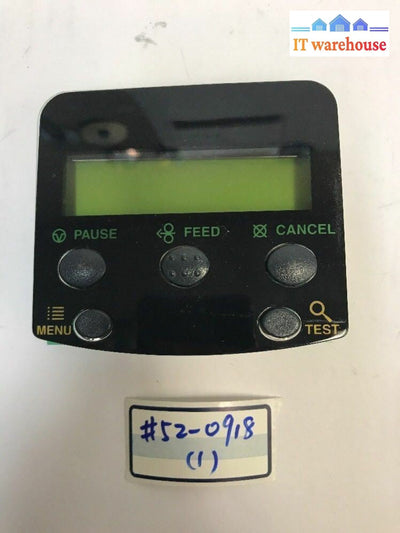 IT warehouse
PAUSE FEED CANCEL
MENU TEST
#52-0918
(1)